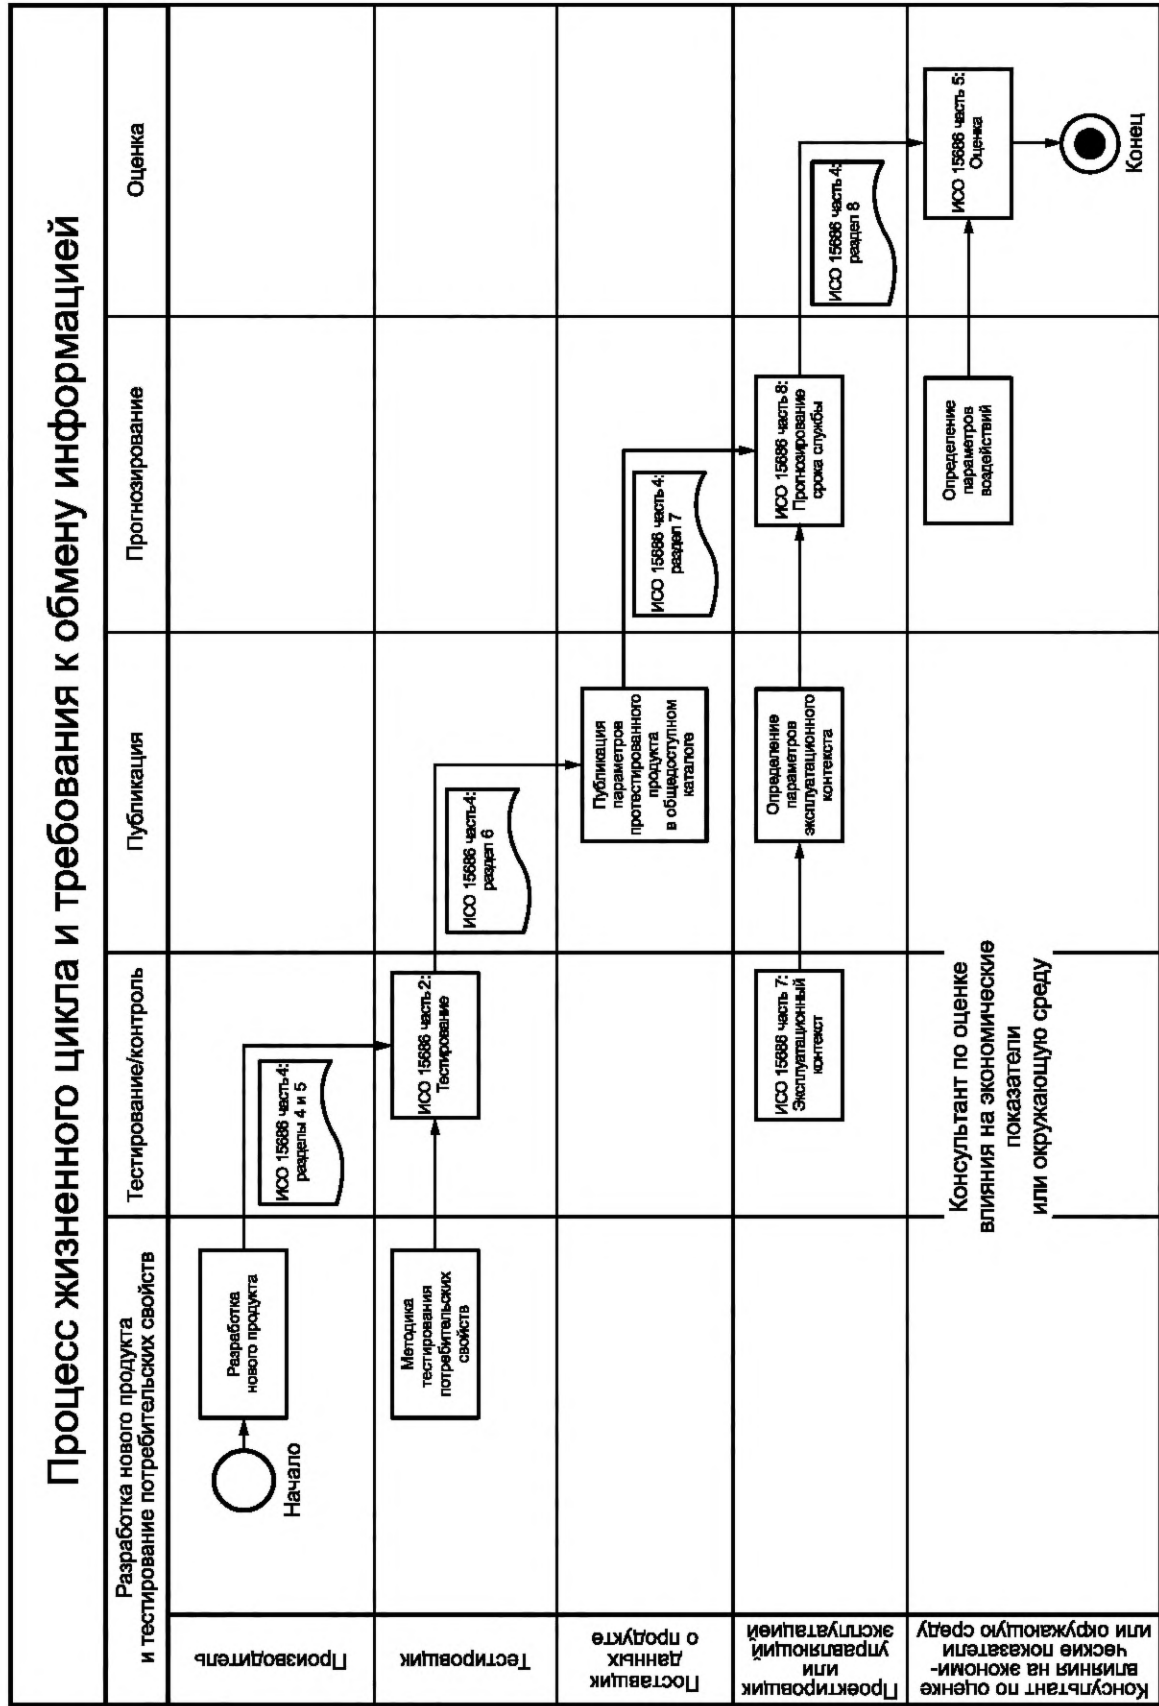 Процесс жизненного цикла и требования к обмену информацией
Разработка нового продукта
и тестирование потребительских свойств
Тестирование/контроль
Публикация
Прогнозирование
Оценка
Производитель
Начало
Разработка
нового продукта
ИСО 15686 часть 4:
разделы 4 и 5
Тестировщик
Методика
тестирования
потребительских
свойств
ИСО 15686 часть 2:
Тестирование
ИСО 15686 часть 4:
раздел 6
Поставщик
данных
о продукте
Публикация
параметров
протестированного
продукта
в общедоступном
каталоге
ИСО 15686 часть 4:
раздел 7
Проектировщик
или
управляющий
эксплуатацией
ИСО 15686 часть 7:
Эксплуатационный
контекст
Определение
параметров
эксплуатационного
контекста
ИСО 15686 часть 8:
Прогнозирование
срока службы
ИСО 15686 часть 4:
раздел 8
Консультант по оценке
влияния на экономи-
ческие показатели
или окружающую среду
Консультант по оценке
влияния на экономические
показатели
или окружающую среду
Определение
параметров
воздействий
ИСО 15686 часть 5:
Оценка
Конец